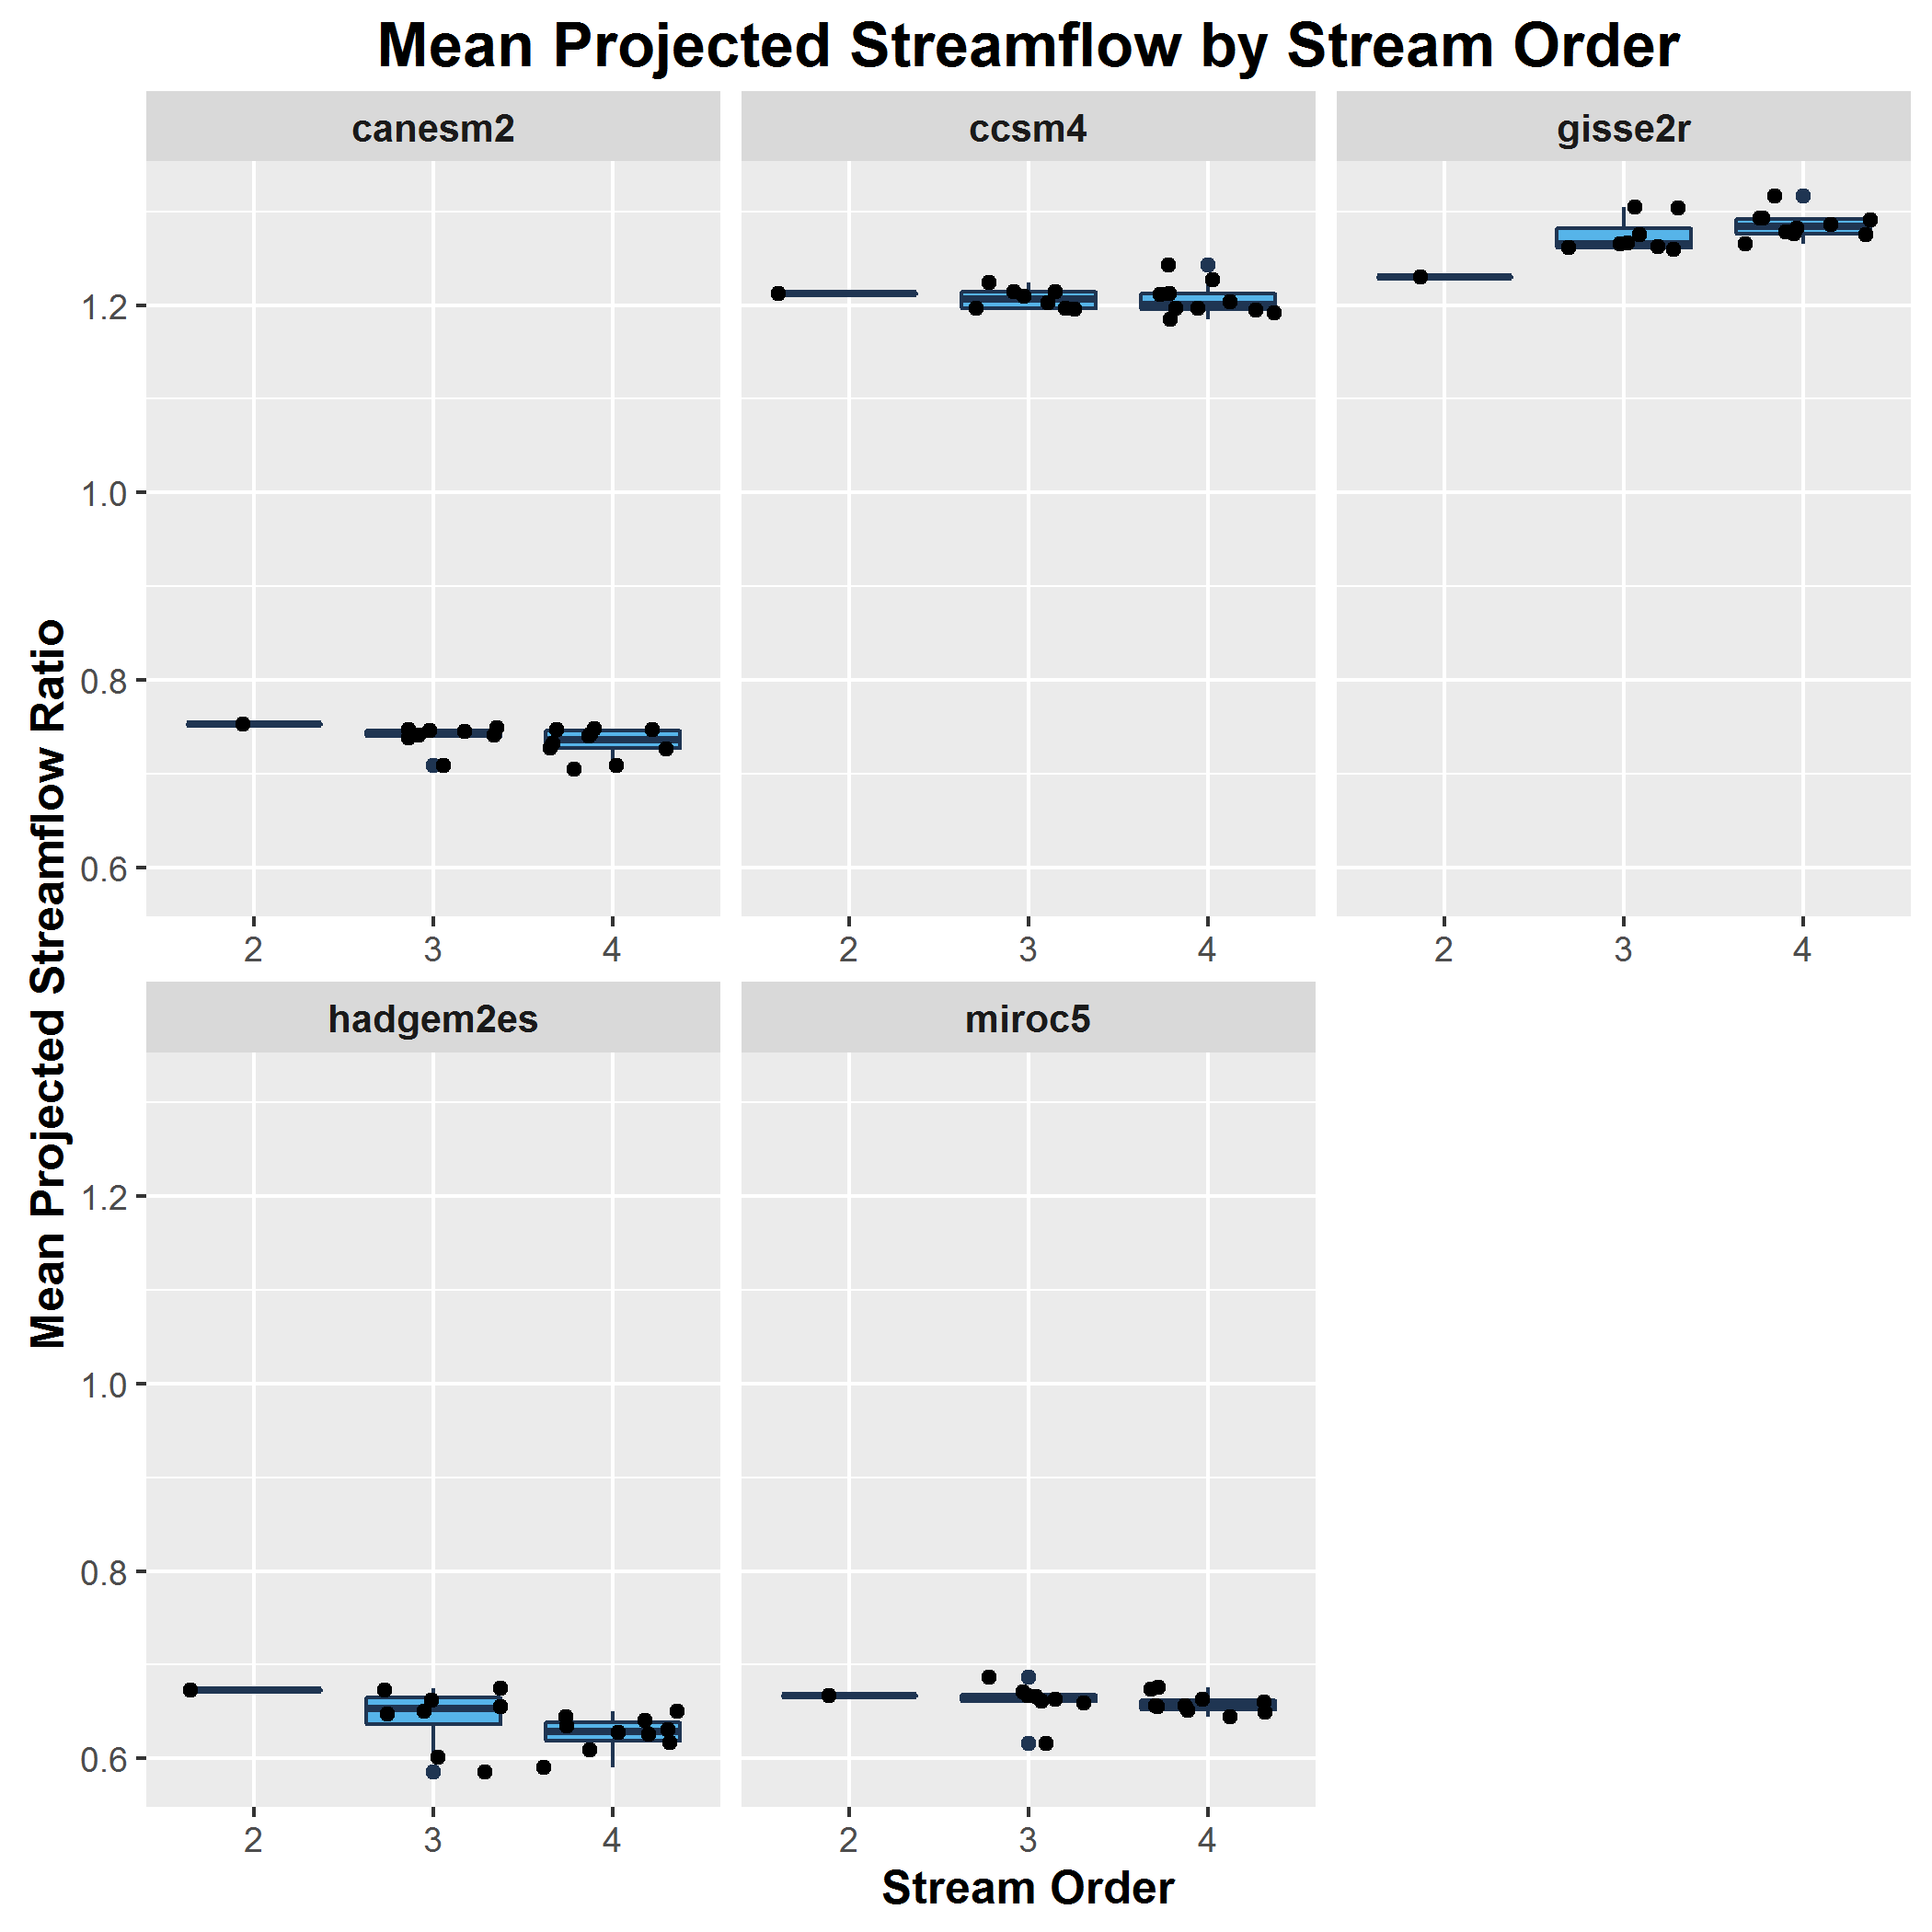 Mean Projected Streamflow by Stream Order
canesm2
ccsm4
gisse2r
1.2
1.0
0.8
0.6
2 3 4
2 3 4
2 3 4
Mean Projected Streamflow Ratio
hadgem2es
miroc5
1.2
1.0
0.8
0.6
2 3 4
2 3 4
Stream Order